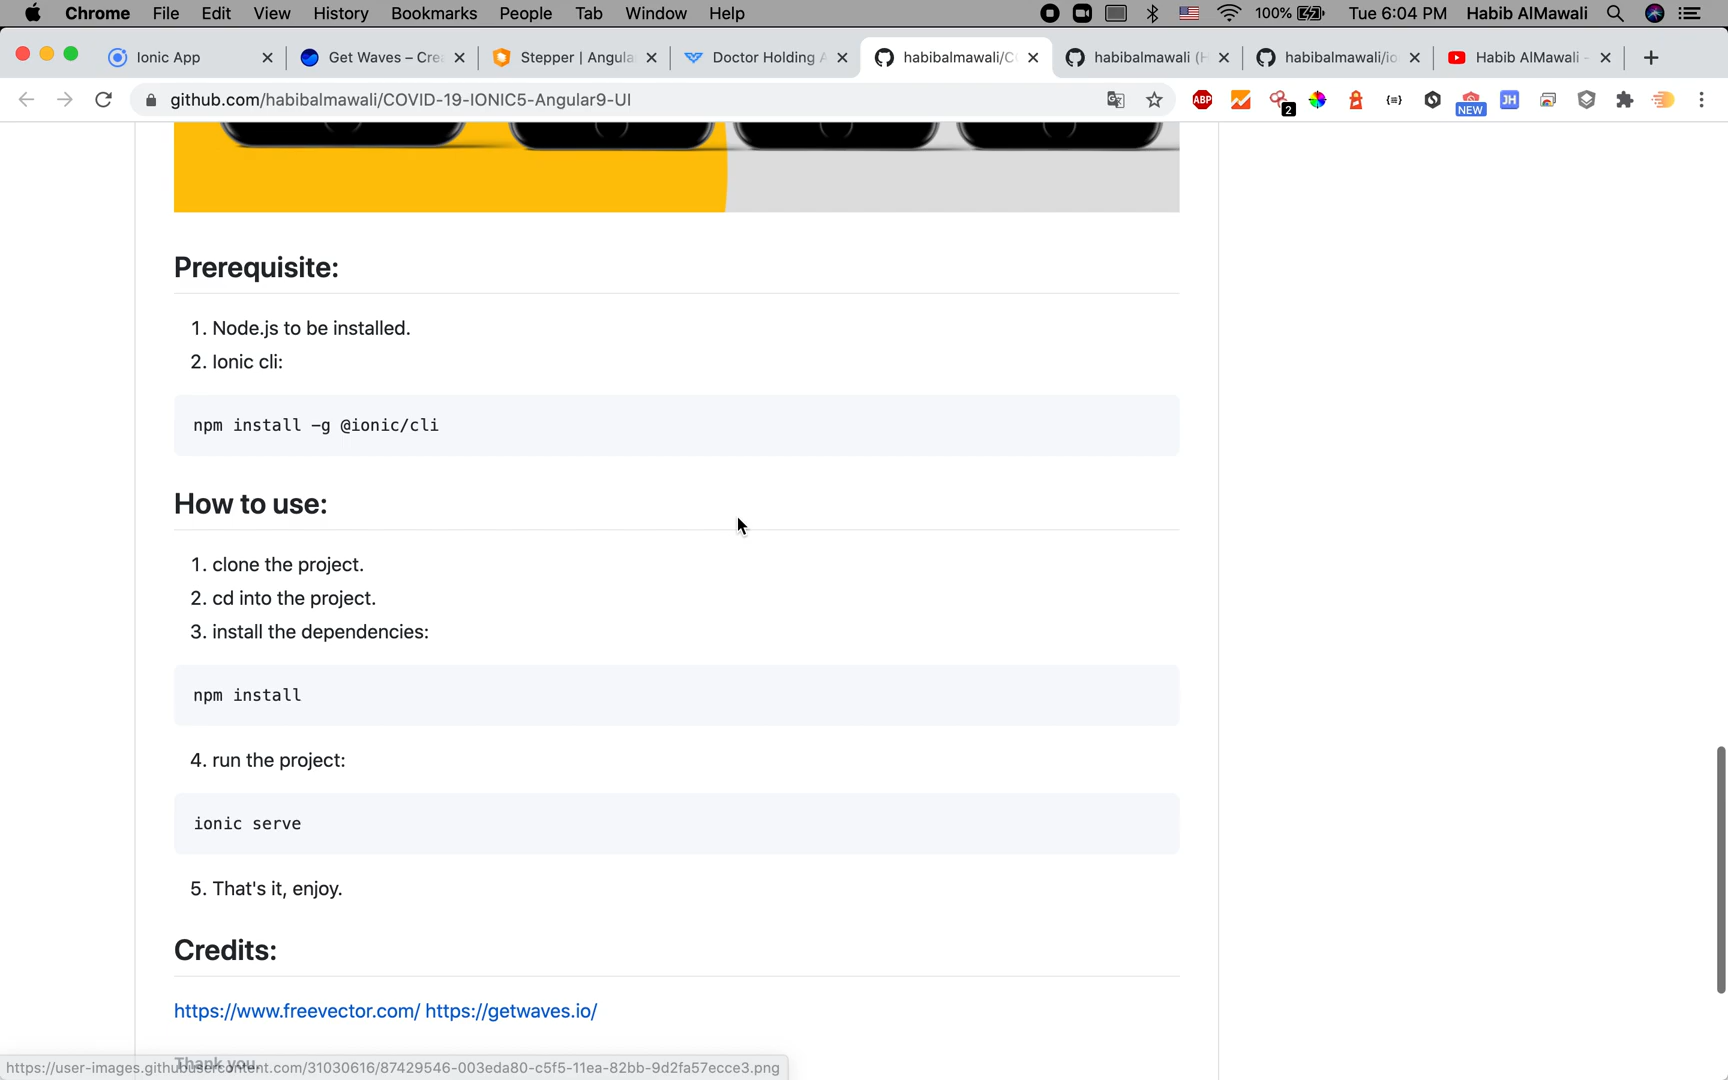 Chrome File Edit View History Bookmarks People Tab Window Help 100% Tue 6:04 PM Habib AlMawali
Ionic App Get Waves – Cre Stepper | Angula Doctor Holding A habibalmawali/C habibalmawali (H habibalmawali/io Habib AlMawali -
github.com/habibalmawali/COVID-19-IONIC5-Angular9-UI ABP 2 {=} NEW JH
Prerequisite:
1. Node.js to be installed.
2. Ionic cli:
npm install -g @ionic/cli
How to use:
1. clone the project.
2. cd into the project.
3. install the dependencies:
npm install
4. run the project:
ionic serve
5. That's it, enjoy.
Credits:
https://www.freevector.com/ https://getwaves.io/
Thank you.
https://user-images.githubusercontent.com/31030616/87429546-003eda80-c5f5-11ea-82bb-9d2fa57ecce3.png